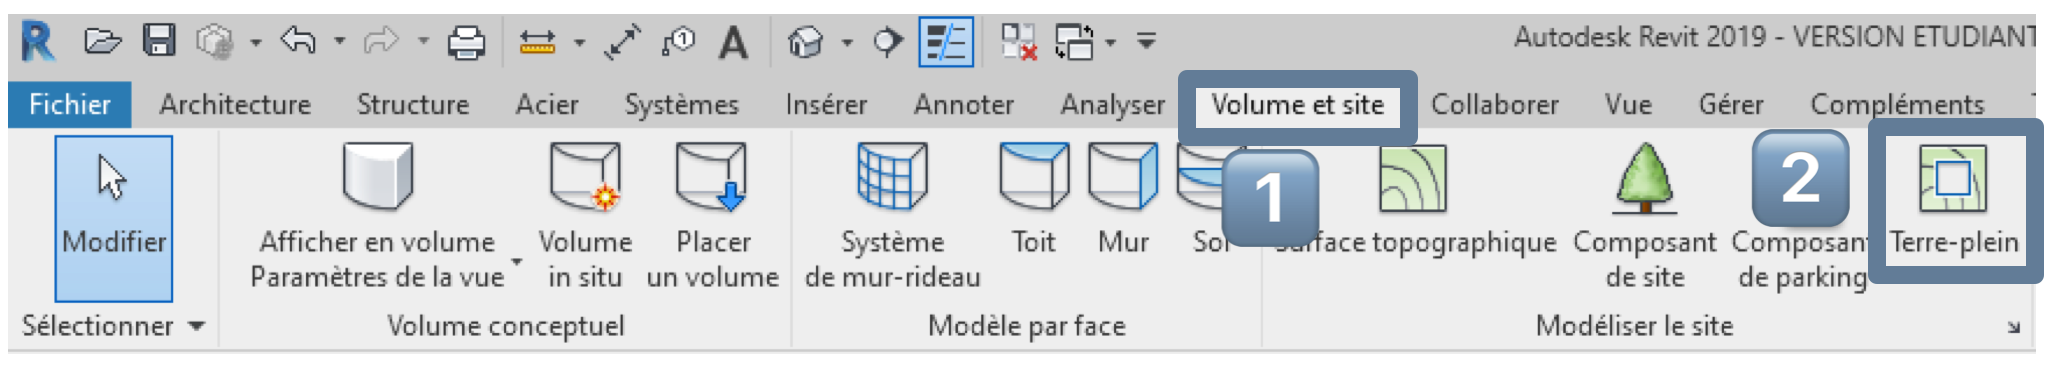 Autodesk Revit 2019 - VERSION ETUDIANT
Fichier Architecture Structure Acier Systèmes Insérer Annoter Analyser Volume et site Collaborer Vue Gérer Compléments
1 2
Modifier Afficher en volume Volume Placer Système Toit Mur Sol Surface topographique Composant Composant Terre-plein
Paramètres de la vue in situ un volume de mur-rideau de site de parking
Sélectionner Volume conceptuel Modèle par face Modéliser le site